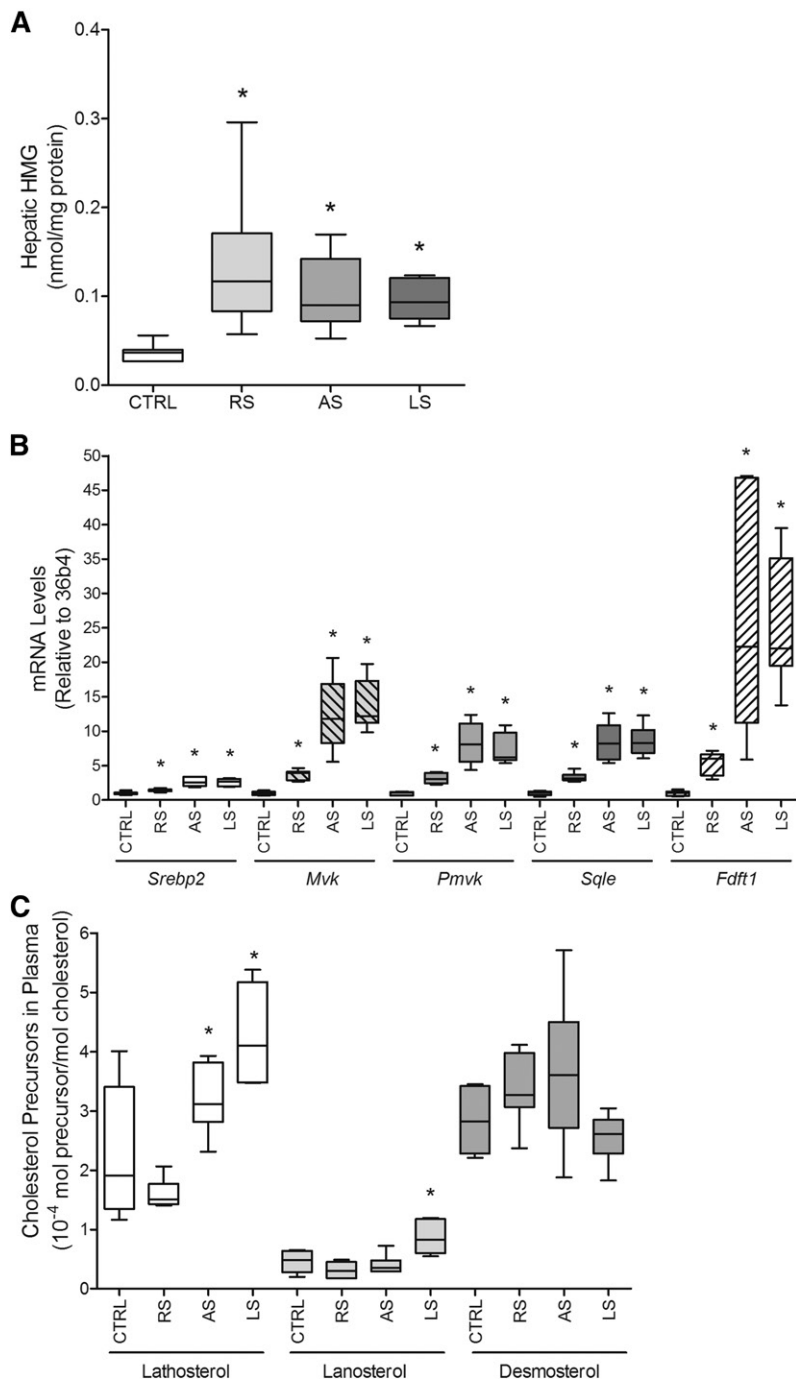 A
Hepatic HMG
(nmol/mg protein)
0.4
0.3
0.2
0.1
0.0
*
*
*
CTRL RS AS LS
B
mRNA Levels
(Relative to 36b4)
50
45
40
35
30
25
20
15
10
5
0
* * *
* * *
* * *
* * *
* * *
CTRL RS AS LS CTRL RS AS LS CTRL RS AS LS CTRL RS AS LS CTRL RS AS LS
Srebp2 Mvk Pmvk Sqle Fdft1
C
Cholesterol Precursors in Plasma
(10⁻⁴ mol precursor/mol cholesterol)
6
5
4
3
2
1
0
* *
*
CTRL RS AS LS CTRL RS AS LS CTRL RS AS LS
Lathosterol Lanosterol Desmosterol